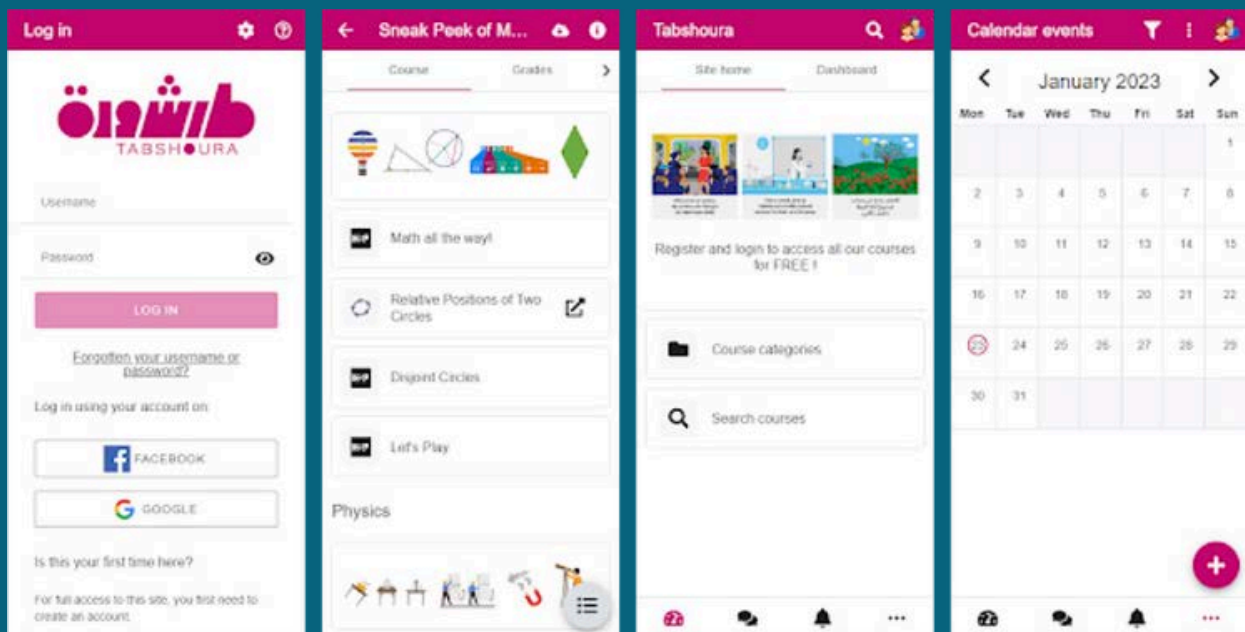 Log in
طبشورة
TABSHOURA
Username
Password
LOG IN
Forgotten your username or
password?
Log in using your account on:
FACEBOOK
GOOGLE
Is this your first time here?
For full access to this site, you first need to
create an account.
Sneak Peek of M...
Course Grades
Math all the way!
Relative Positions of Two
Circles
Disjoint Circles
Let's Play
Physics
Tabshoura
Site home Dashboard
Register and login to access all our courses
for FREE !
Course categories
Search courses
Calendar events
January 2023
Mon Tue Wed Thu Fri Sat Sun
1
2 3 4 5 6 7 8
9 10 11 12 13 14 15
16 17 18 19 20 21 22
23 24 25 26 27 28 29
30 31